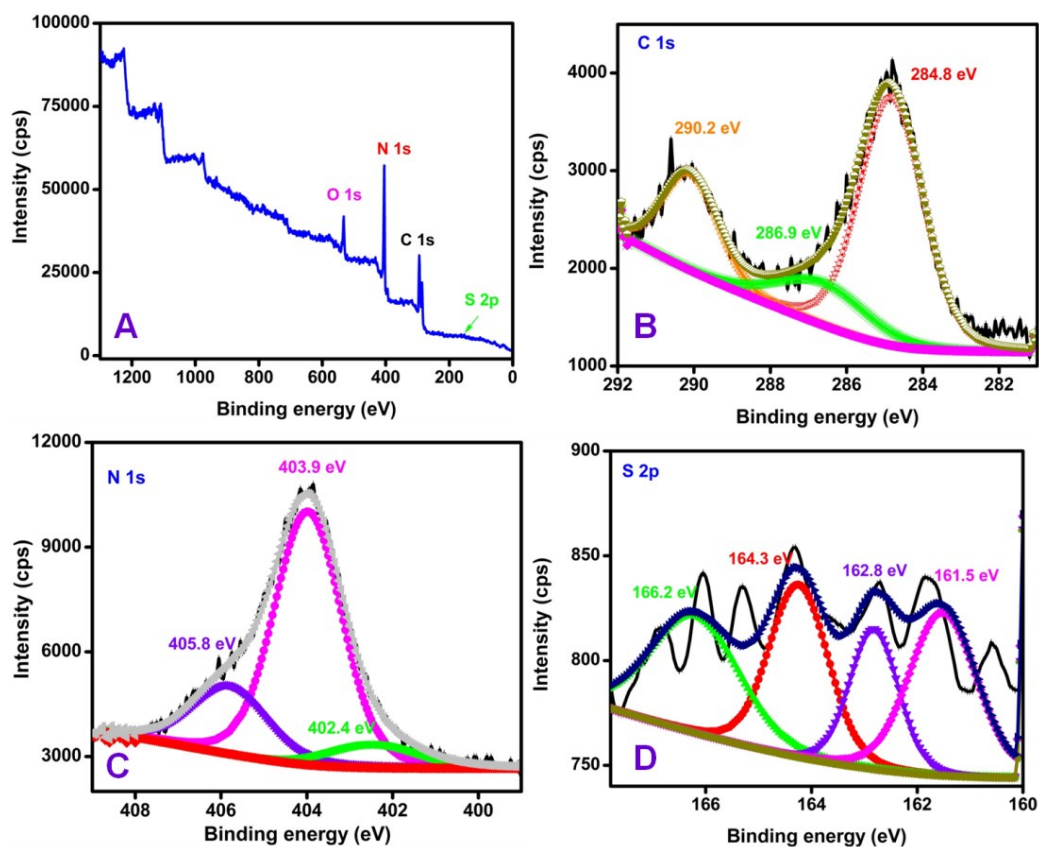 100000
75000
50000
25000
0
Intensity (cps)
N 1s
O 1s
C 1s
S 2p
A
1200 1000 800 600 400 200 0
Binding energy (eV)
C 1s
4000
3000
2000
1000
Intensity (cps)
284.8 eV
290.2 eV
286.9 eV
B
292 290 288 286 284 282
Binding energy (eV)
12000
9000
6000
3000
Intensity (cps)
N 1s
403.9 eV
405.8 eV
402.4 eV
C
408 406 404 402 400
Binding energy (eV)
900
850
800
750
Intensity (cps)
S 2p
164.3 eV
162.8 eV
161.5 eV
166.2 eV
D
166 164 162 160
Binding energy (eV)